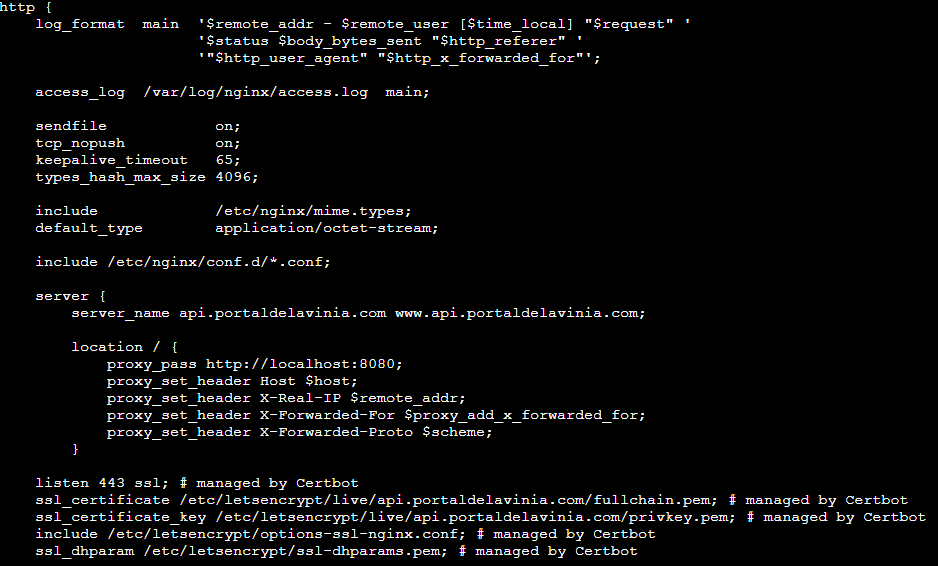 http {
    log_format  main  '$remote_addr - $remote_user [$time_local] "$request" '
                      '$status $body_bytes_sent "$http_referer" '
                      '"$http_user_agent" "$http_x_forwarded_for"';
    access_log  /var/log/nginx/access.log  main;
    sendfile            on;
    tcp_nopush          on;
    keepalive_timeout   65;
    types_hash_max_size 4096;
    include             /etc/nginx/mime.types;
    default_type        application/octet-stream;
    include /etc/nginx/conf.d/*.conf;
    server {
        server_name api.portaldelavinia.com www.api.portaldelavinia.com;
        location / {
            proxy_pass http://localhost:8080;
            proxy_set_header Host $host;
            proxy_set_header X-Real-IP $remote_addr;
            proxy_set_header X-Forwarded-For $proxy_add_x_forwarded_for;
            proxy_set_header X-Forwarded-Proto $scheme;
        }
    listen 443 ssl; # managed by Certbot
    ssl_certificate /etc/letsencrypt/live/api.portaldelavinia.com/fullchain.pem; # managed by Certbot
    ssl_certificate_key /etc/letsencrypt/live/api.portaldelavinia.com/privkey.pem; # managed by Certbot
    include /etc/letsencrypt/options-ssl-nginx.conf; # managed by Certbot
    ssl_dhparam /etc/letsencrypt/ssl-dhparams.pem; # managed by Certbot